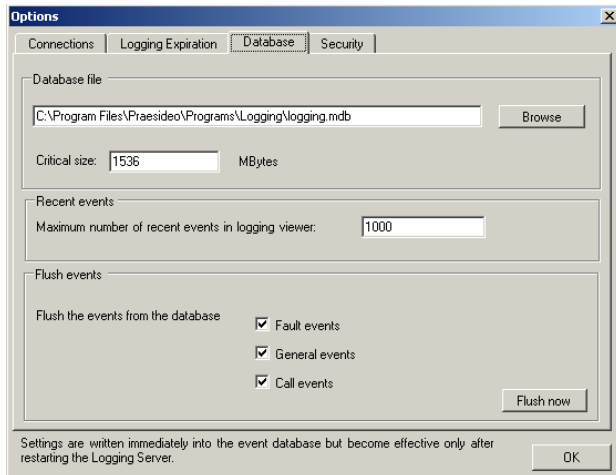 Options
Connections
Logging Expiration
Database
Security
Database file
C:\Program Files\Praesideo\Programs\Logging\logging.mdb
Browse
Critical size:
1536
MBytes
Recent events
Maximum number of recent events in logging viewer:
1000
Flush events
Flush the events from the database
Fault events
General events
Call events
Flush now
Settings are written immediately into the event database but become effective only after
restarting the Logging Server.
OK